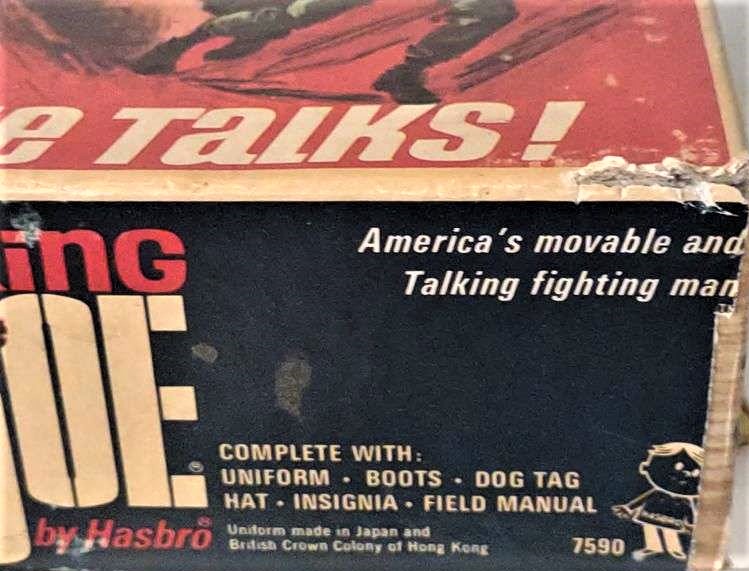 e TALKS!
ing
America's movable and
Talking fighting man
OE®
COMPLETE WITH:
UNIFORM • BOOTS • DOG TAG
HAT • INSIGNIA • FIELD MANUAL
by Hasbro®
Uniform made in Japan and
British Crown Colony of Hong Kong
7590
HASBRO